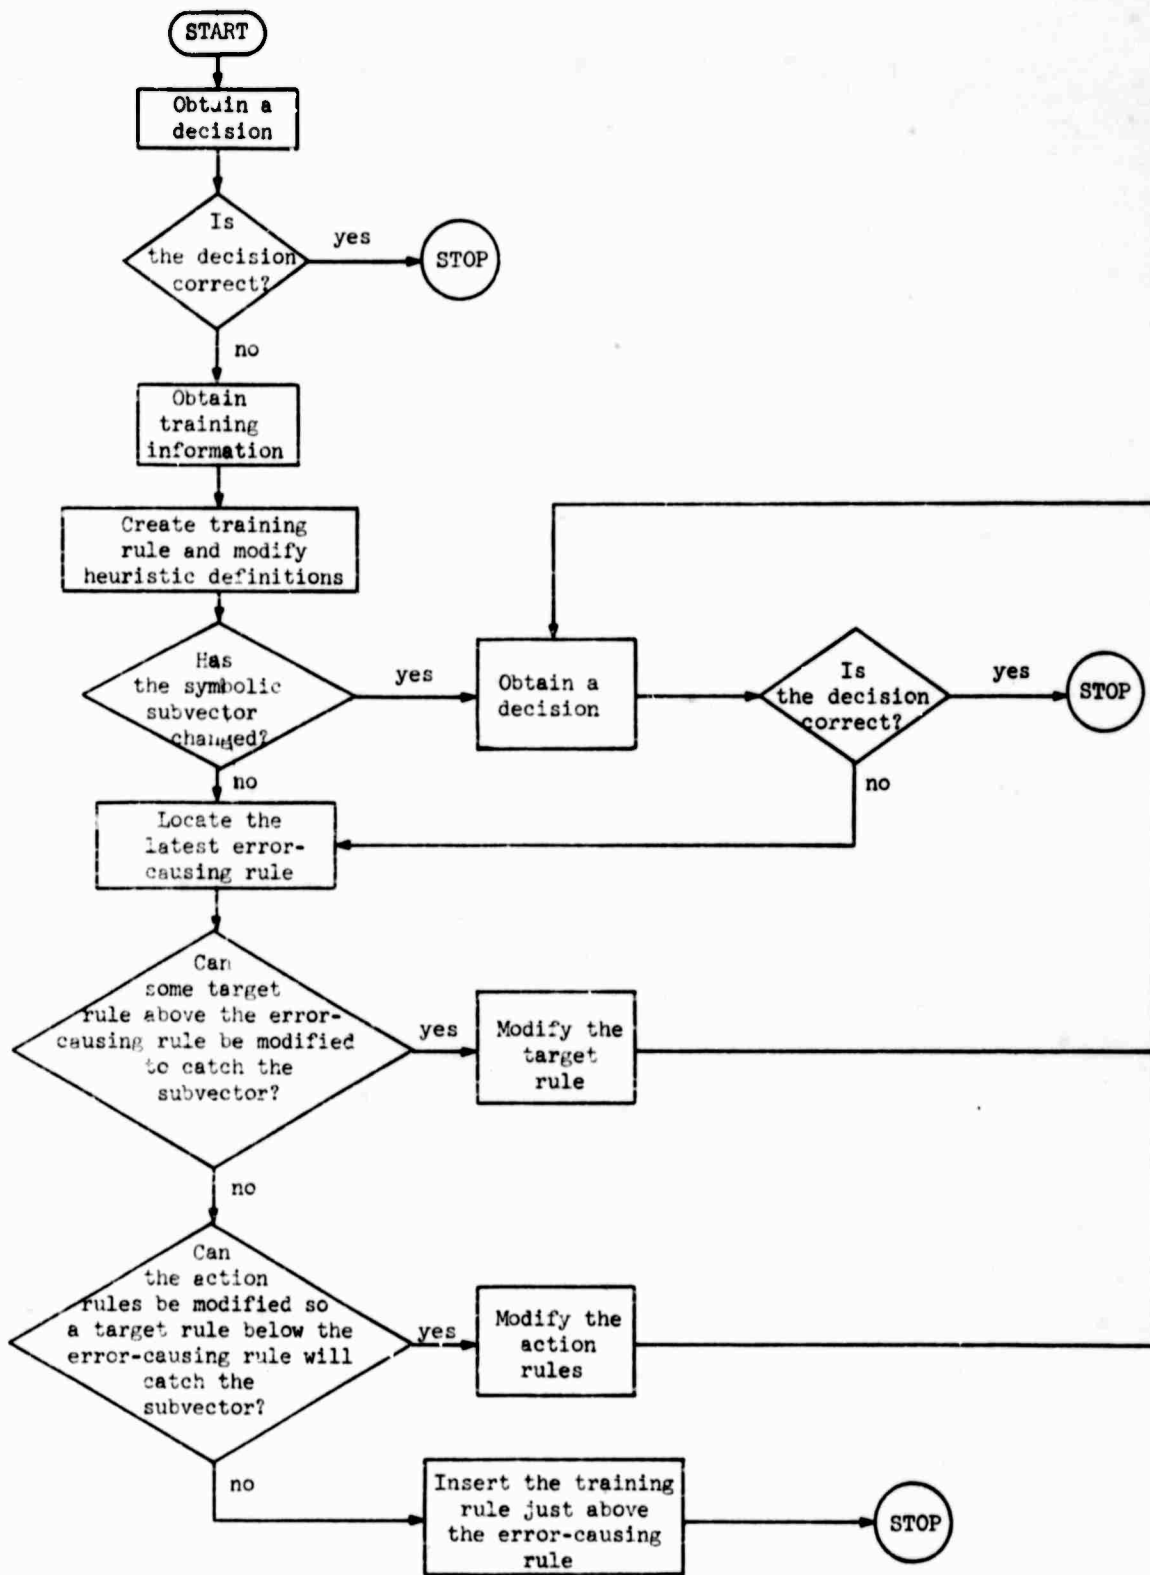 START
Obtain a
decision
Is
the decision
correct?
yes
STOP
no
Obtain
training
information
Create training
rule and modify
heuristic definitions
Has
the symbolic
subvector
changed?
yes
Obtain a
decision
Is
the decision
correct?
yes
STOP
no
no
Locate the
latest error-
causing rule
Can
some target
rule above the error-
causing rule be modified
to catch the
subvector?
yes
Modify the
target
rule
no
Can
the action
rules be modified so
a target rule below the
error-causing rule will
catch the
subvector?
yes
Modify the
action
rules
no
Insert the training
rule just above
the error-causing
rule
STOP